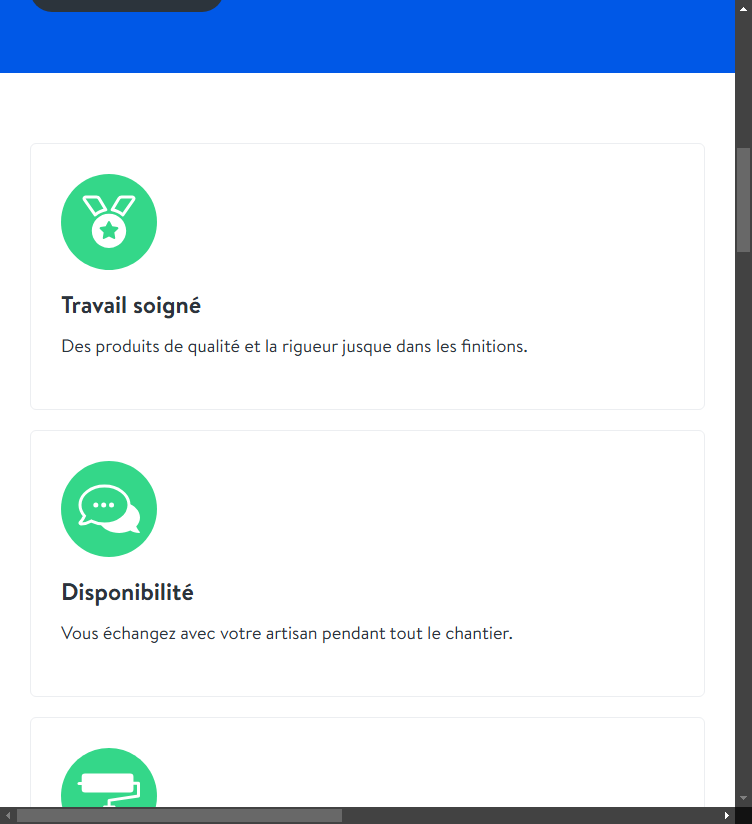 Travail soigné
Des produits de qualité et la rigueur jusque dans les finitions.
Disponibilité
Vous échangez avec votre artisan pendant tout le chantier.